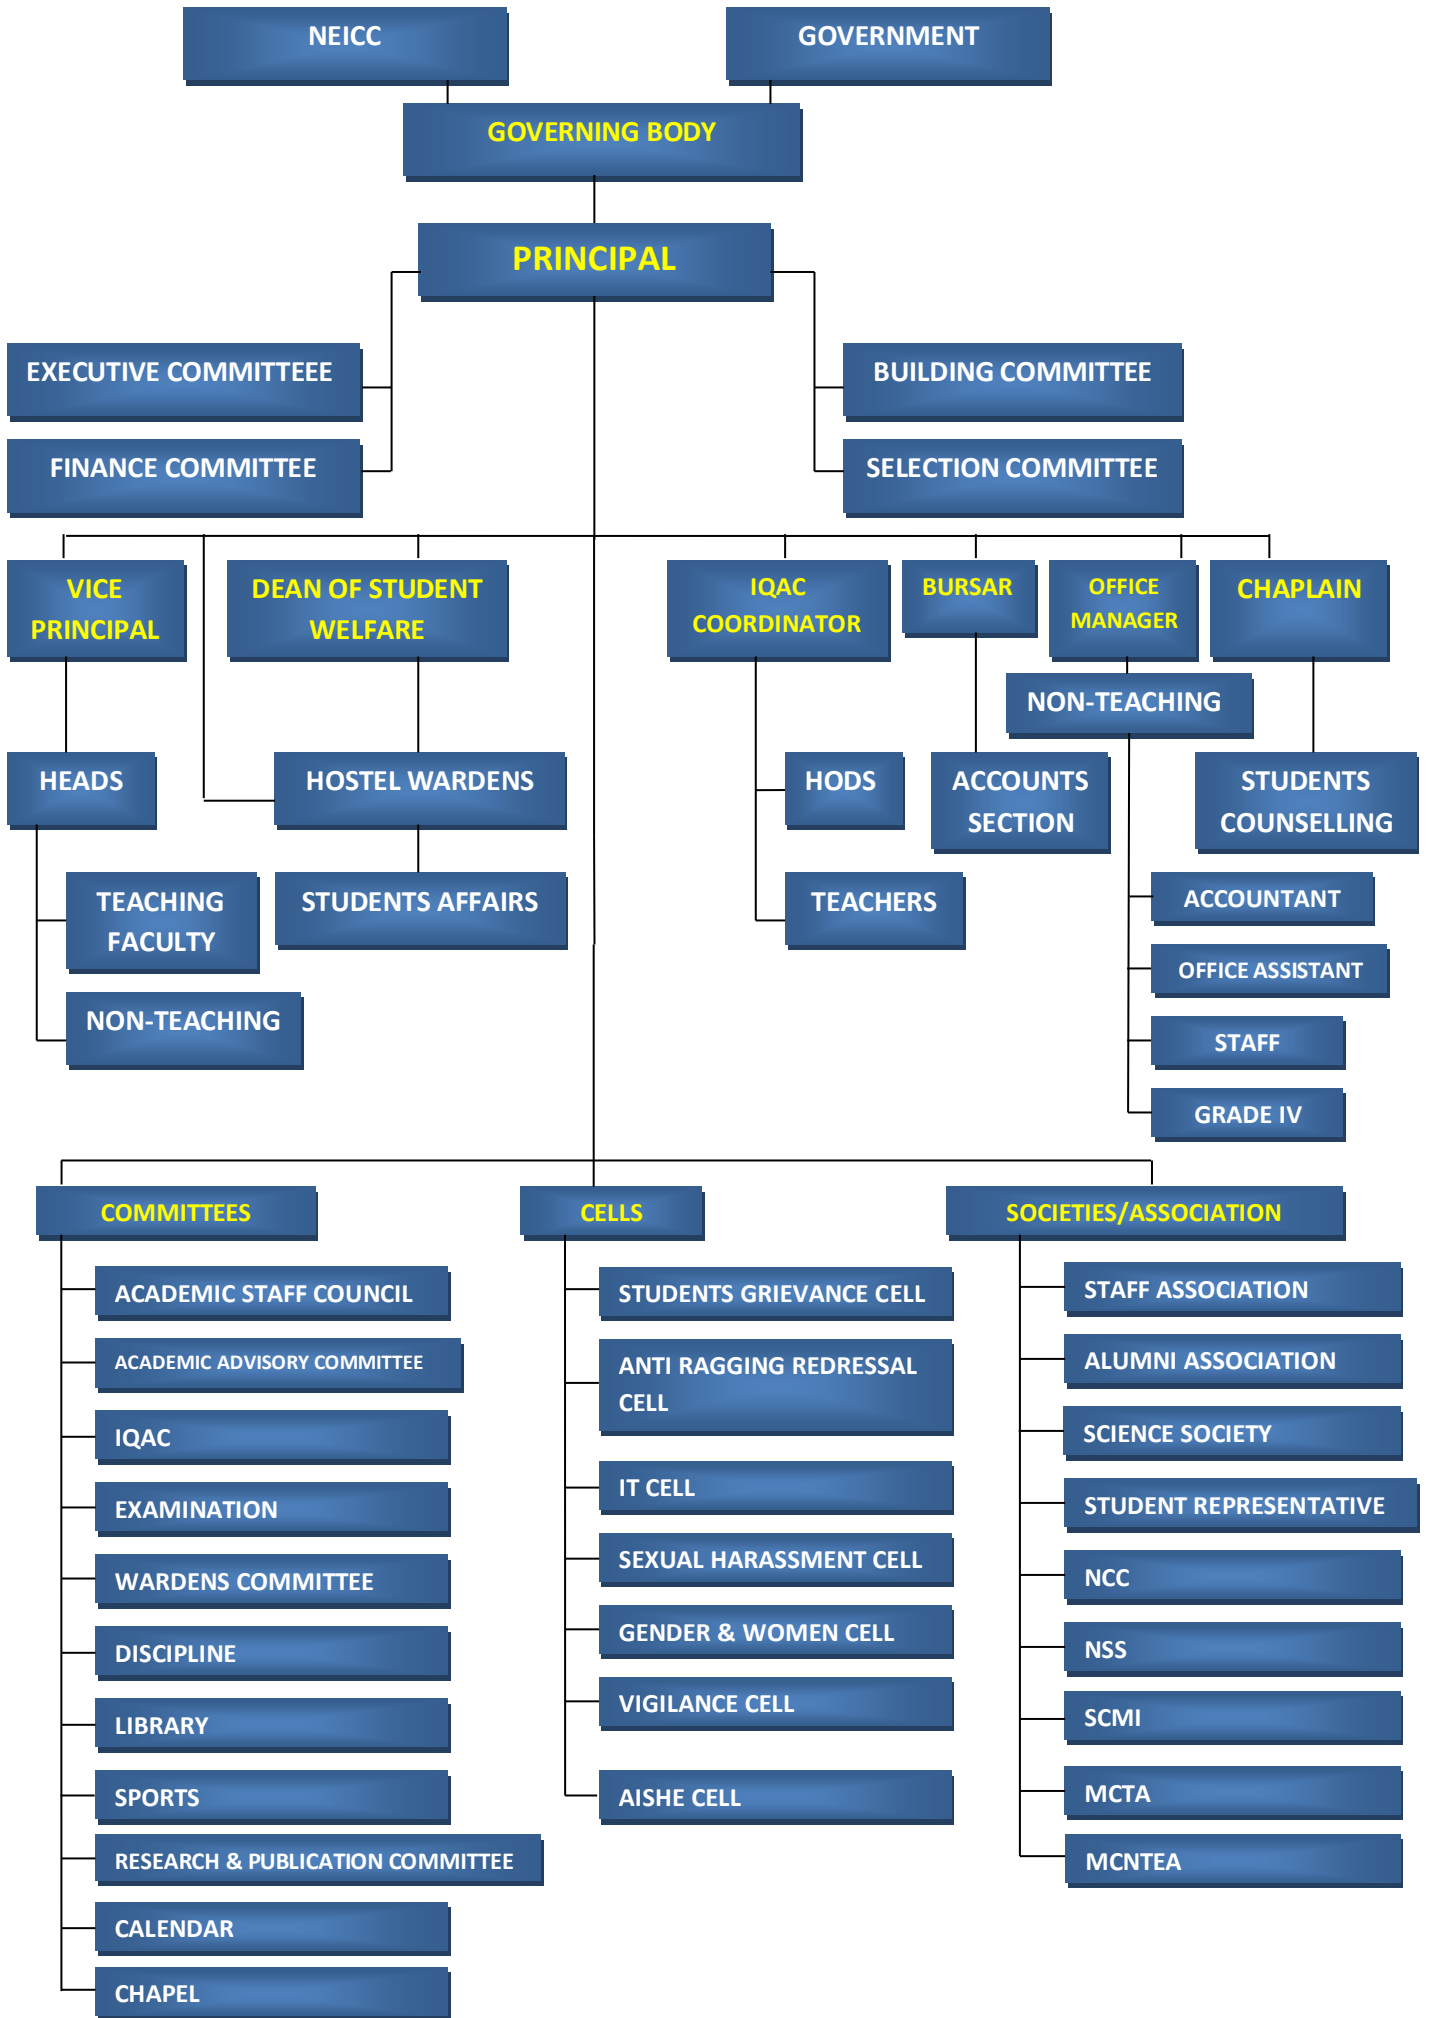 NEICC
GOVERNMENT
GOVERNING BODY
PRINCIPAL
EXECUTIVE COMMITTEEE
BUILDING COMMITTEE
FINANCE COMMITTEE
SELECTION COMMITTEE
VICE
PRINCIPAL
DEAN OF STUDENT
WELFARE
IQAC
COORDINATOR
BURSAR
OFFICE
MANAGER
CHAPLAIN
NON-TEACHING
HEADS
HOSTEL WARDENS
HODS
ACCOUNTS
SECTION
STUDENTS
COUNSELLING
TEACHING
FACULTY
STUDENTS AFFAIRS
TEACHERS
ACCOUNTANT
OFFICE ASSISTANT
NON-TEACHING
STAFF
GRADE IV
COMMITTEES
ACADEMIC STAFF COUNCIL
ACADEMIC ADVISORY COMMITTEE
IQAC
EXAMINATION
WARDENS COMMITTEE
DISCIPLINE
LIBRARY
SPORTS
RESEARCH & PUBLICATION COMMITTEE
CALENDAR
CHAPEL
CELLS
STUDENTS GRIEVANCE CELL
ANTI RAGGING REDRESSAL
CELL
IT CELL
SEXUAL HARASSMENT CELL
GENDER & WOMEN CELL
VIGILANCE CELL
AISHE CELL
SOCIETIES/ASSOCIATION
STAFF ASSOCIATION
ALUMNI ASSOCIATION
SCIENCE SOCIETY
STUDENT REPRESENTATIVE
NCC
NSS
SCMI
MCTA
MCNTEA